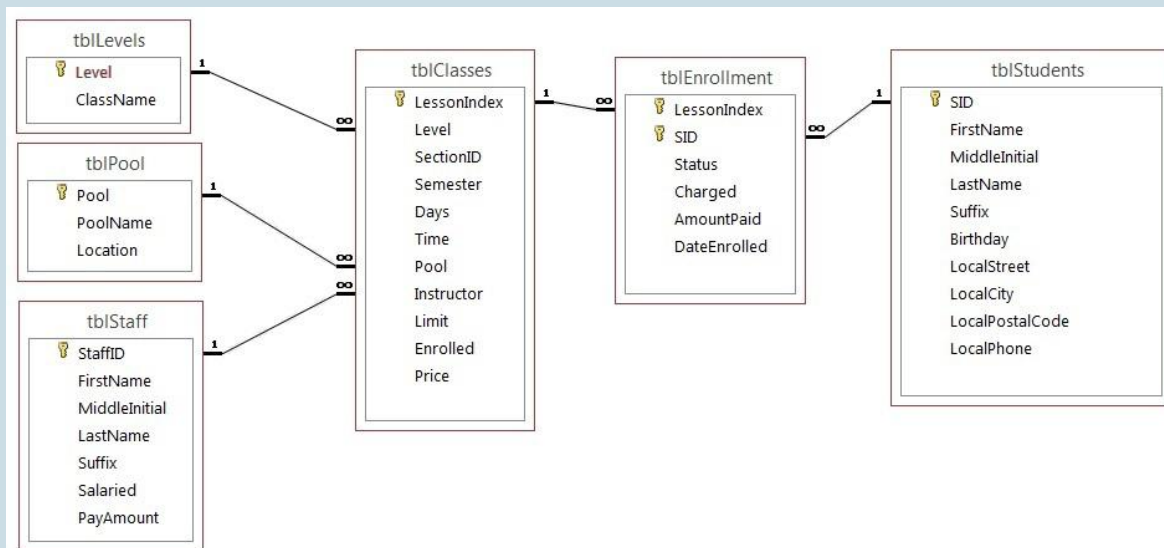 tblLevels
Level
ClassName
1
∞
tblPool
Pool
PoolName
Location
1
∞
tblStaff
StaffID
FirstName
MiddleInitial
LastName
Suffix
Salaried
PayAmount
1
∞
tblClasses
LessonIndex
Level
SectionID
Semester
Days
Time
Pool
Instructor
Limit
Enrolled
Price
1
∞
tblEnrollment
LessonIndex
SID
Status
Charged
AmountPaid
DateEnrolled
∞
1
tblStudents
SID
FirstName
MiddleInitial
LastName
Suffix
Birthday
LocalStreet
LocalCity
LocalPostalCode
LocalPhone